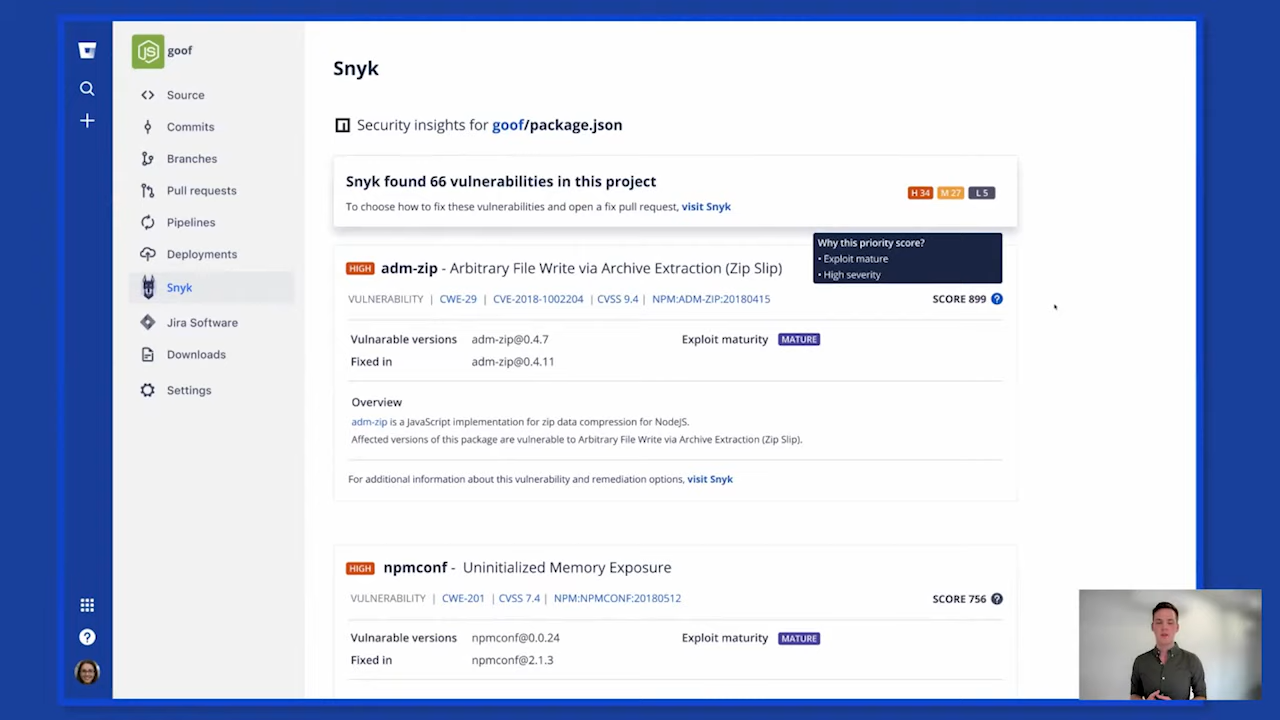 goof
Source
Commits
Branches
Pull requests
Pipelines
Deployments
Snyk
Jira Software
Downloads
Settings
Snyk
Security insights for goof/package.json
Snyk found 66 vulnerabilities in this project
To choose how to fix these vulnerabilities and open a fix pull request, visit Snyk
H 34 M 27 L 5
Why this priority score?
• Exploit mature
• High severity
HIGH adm-zip - Arbitrary File Write via Archive Extraction (Zip Slip)
VULNERABILITY | CWE-29 | CVE-2018-1002204 | CVSS 9.4 | NPM:ADM-ZIP:20180415
SCORE 899 ?
Vulnarable versions adm-zip@0.4.7 Exploit maturity MATURE
Fixed in adm-zip@0.4.11
Overview
adm-zip is a JavaScript implementation for zip data compression for NodeJS.
Affected versions of this package are vulnerable to Arbitrary File Write via Archive Extraction (Zip Slip).
For additional information about this vulnerability and remediation options, visit Snyk
HIGH npmconf - Uninitialized Memory Exposure
VULNERABILITY | CWE-201 | CVSS 7.4 | NPM:NPMCONF:20180512
SCORE 756 ?
Vulnarable versions npmconf@0.0.24 Exploit maturity MATURE
Fixed in npmconf@2.1.3